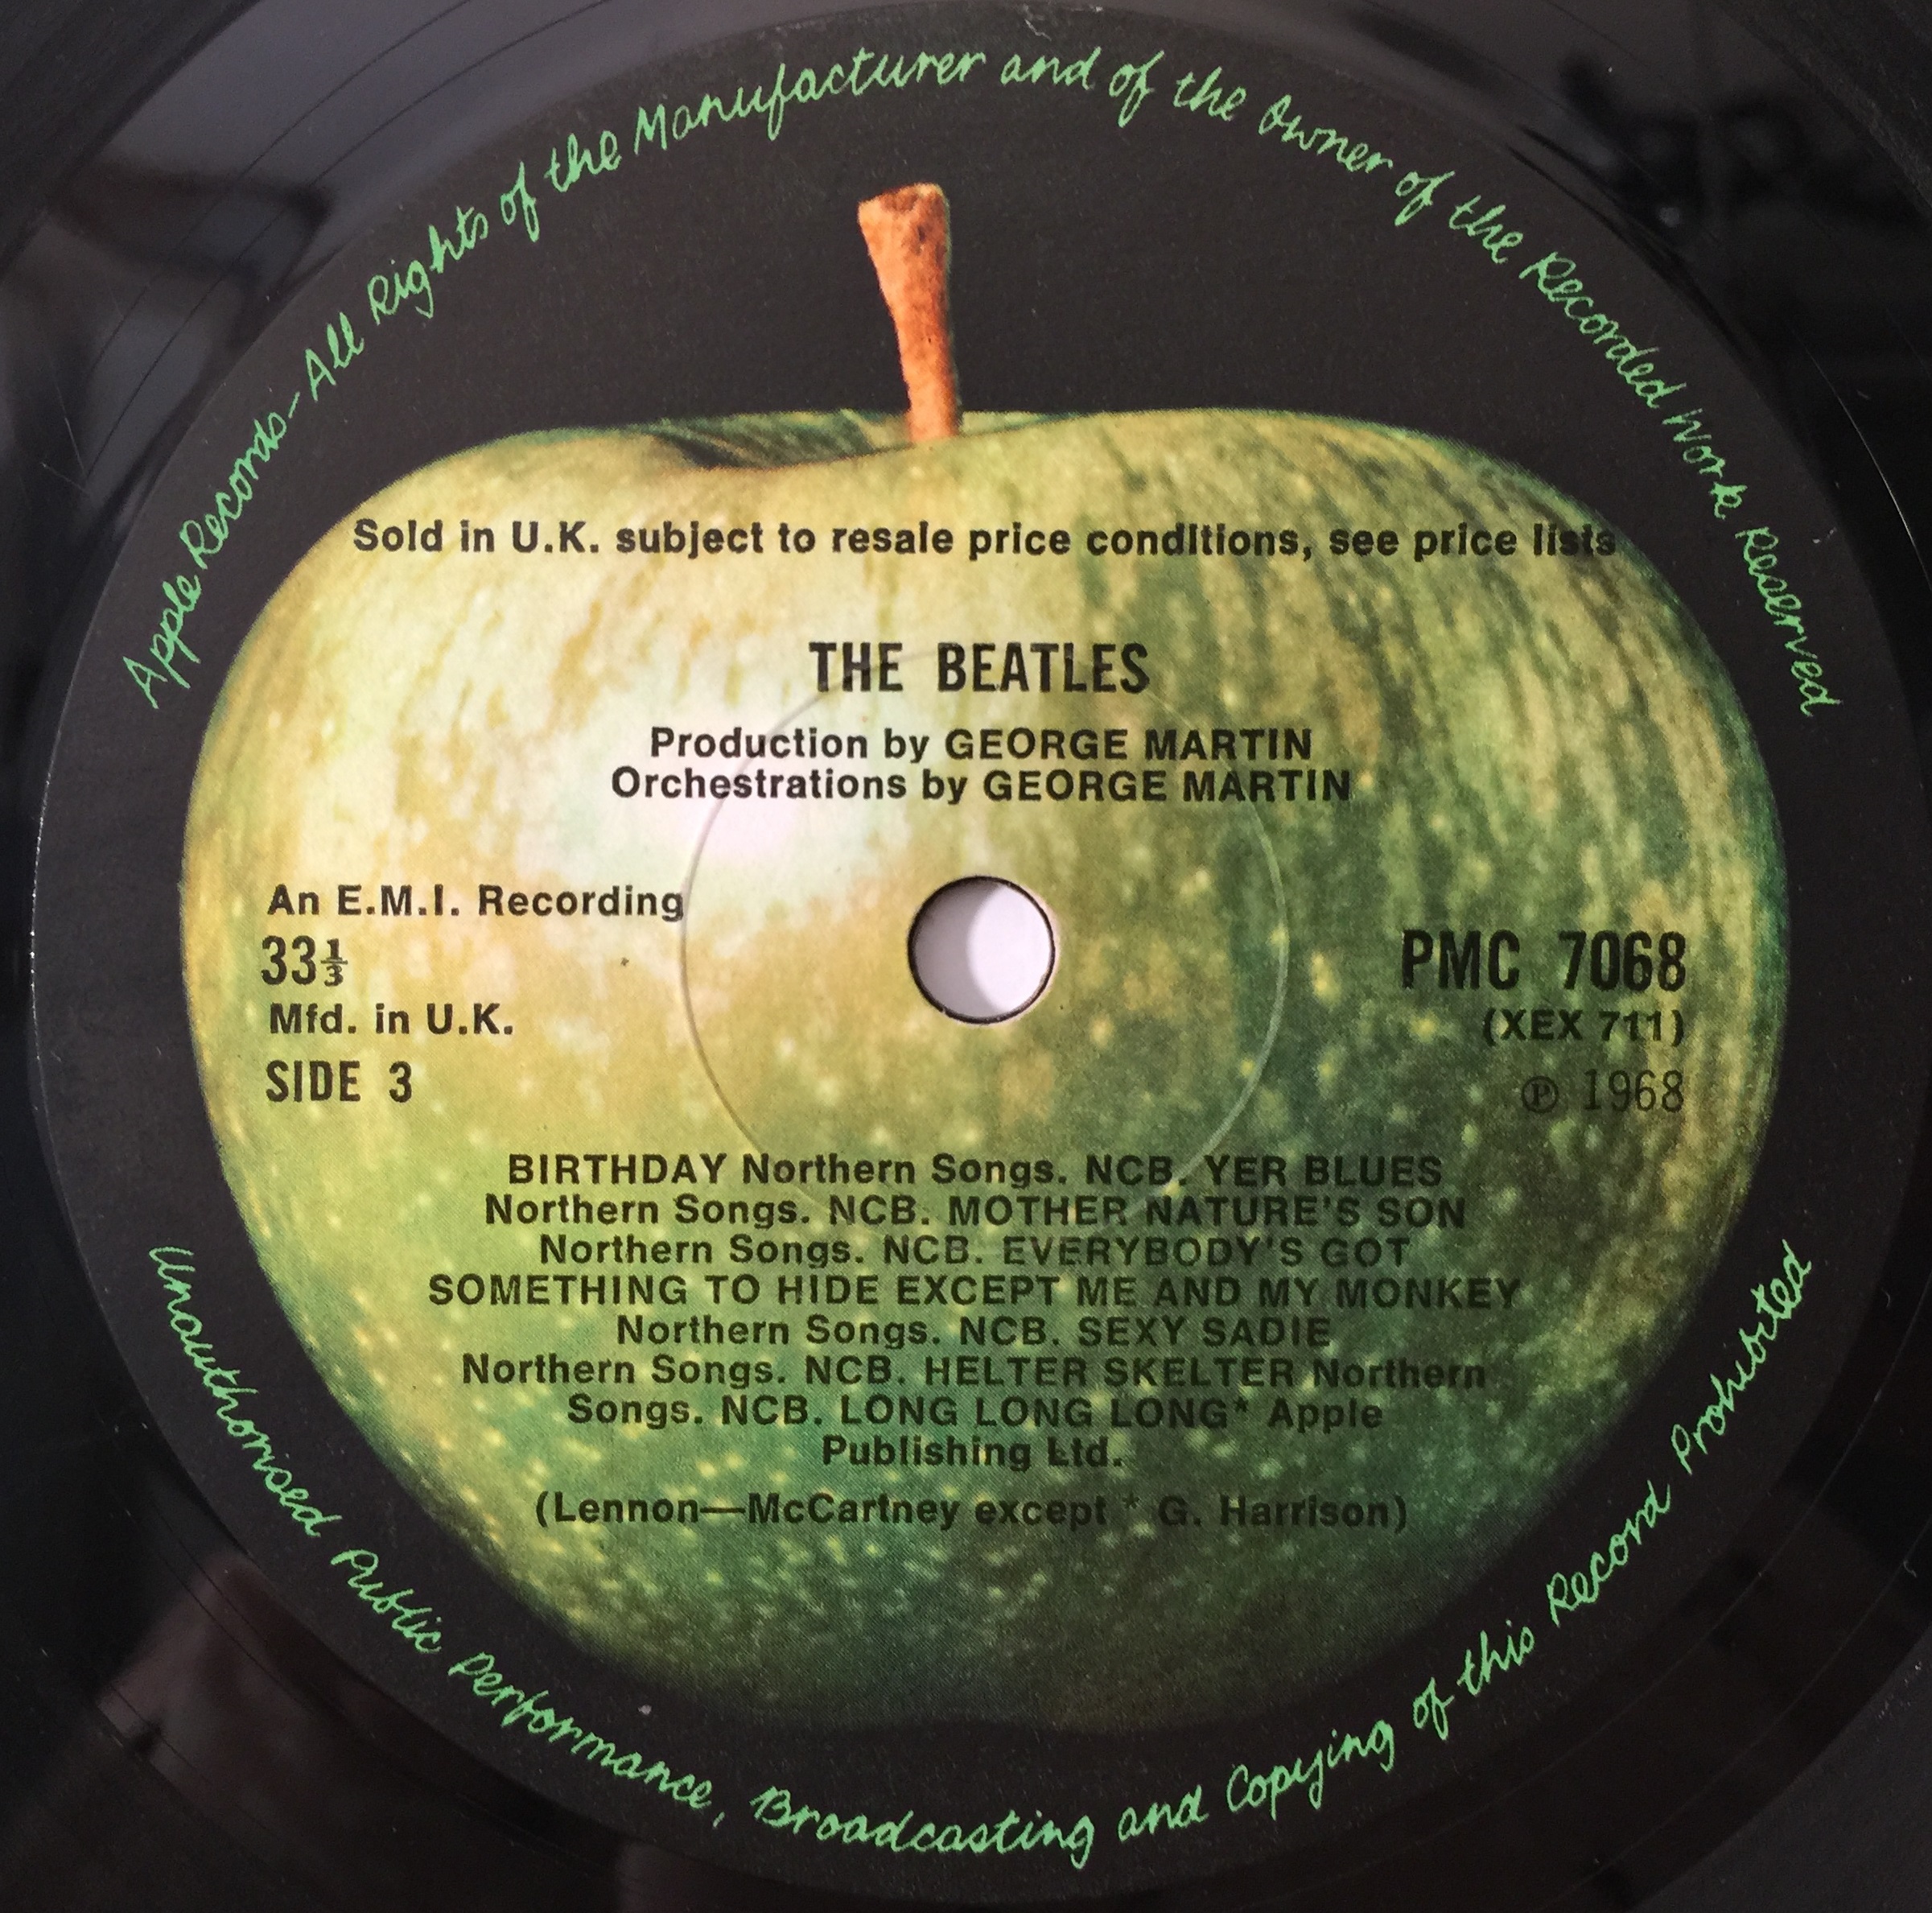 Apple Records – All Rights of the Manufacturer and of the Owner of the Recorded Work Reserved
Sold in U.K. subject to resale price conditions, see price lists
THE BEATLES
Production by GEORGE MARTIN
Orchestrations by GEORGE MARTIN
An E.M.I. Recording
33⅓
Mfd. in U.K.
SIDE 3
PMC 7068
(XEX 711)
℗ 1968
BIRTHDAY Northern Songs. NCB. YER BLUES
Northern Songs. NCB. MOTHER NATURE'S SON
Northern Songs. NCB. EVERYBODY'S GOT
SOMETHING TO HIDE EXCEPT ME AND MY MONKEY
Northern Songs. NCB. SEXY SADIE
Northern Songs. NCB. HELTER SKELTER Northern
Songs. NCB. LONG LONG LONG* Apple
Publishing Ltd.
(Lennon—McCartney except * G. Harrison)
Unauthorised Public Performance, Broadcasting and Copying of this Record Prohibited